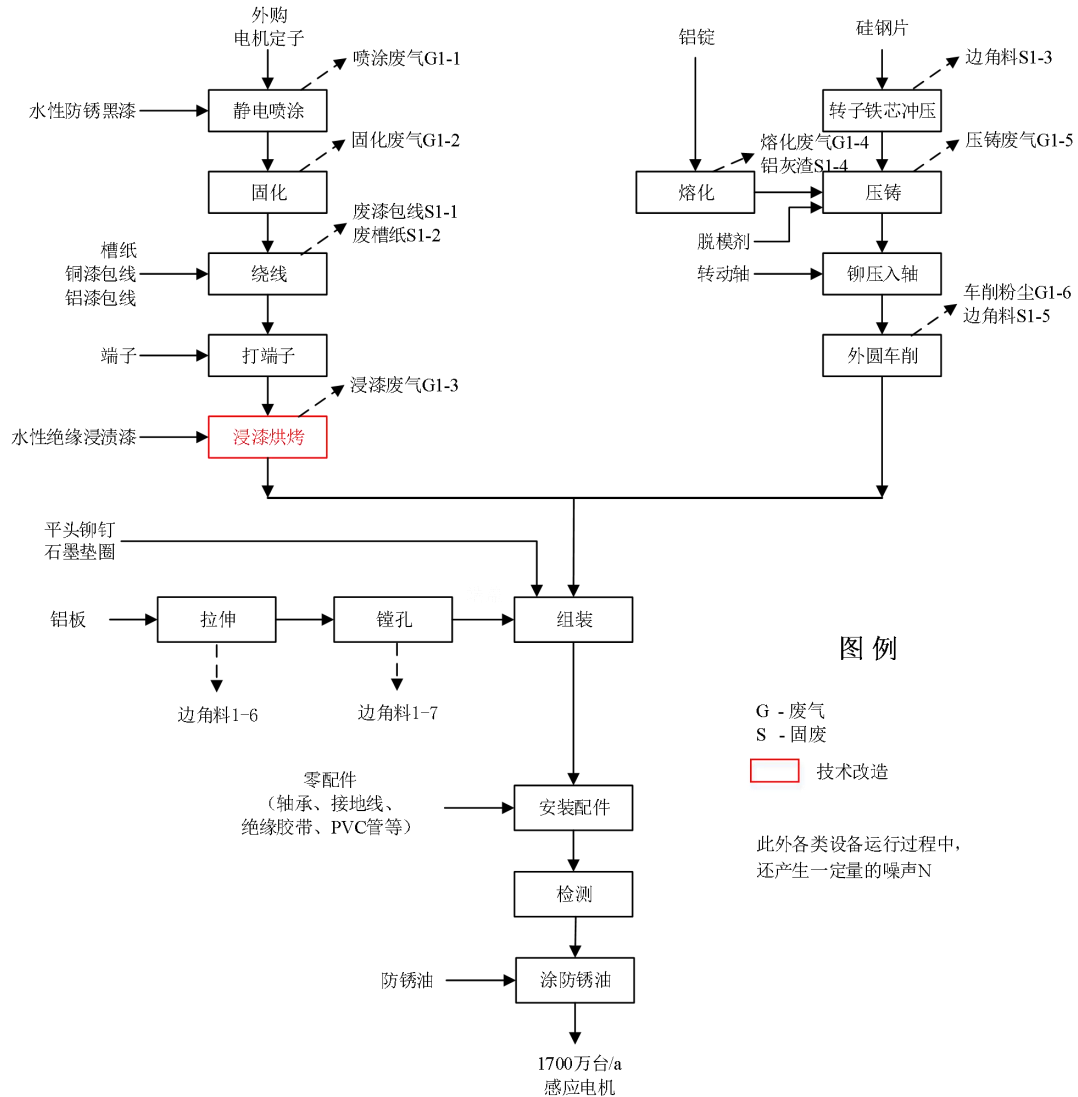 外购
电机定子
喷涂废气G1-1
水性防锈黑漆
静电喷涂
固化废气G1-2
固化
废漆包线S1-1
废槽纸S1-2
槽纸
铜漆包线
铝漆包线
绕线
端子
打端子
浸漆废气G1-3
水性绝缘浸渍漆
浸漆烘烤
铝锭
硅钢片
边角料S1-3
转子铁芯冲压
熔化废气G1-4
铝灰渣S1-4
压铸废气G1-5
熔化
压铸
脱模剂
转动轴
铆压入轴
车削粉尘G1-6
边角料S1-5
外圆车削
平头铆钉
石墨垫圈
铝板
拉伸
镗孔
组装
边角料1-6
边角料1-7
图 例
G - 废气
S - 固废
技术改造
零配件
（轴承、接地线、
绝缘胶带、PVC管等）
安装配件
此外各类设备运行过程中，
还产生一定量的噪声N
检测
防锈油
涂防锈油
1700万台/a
感应电机